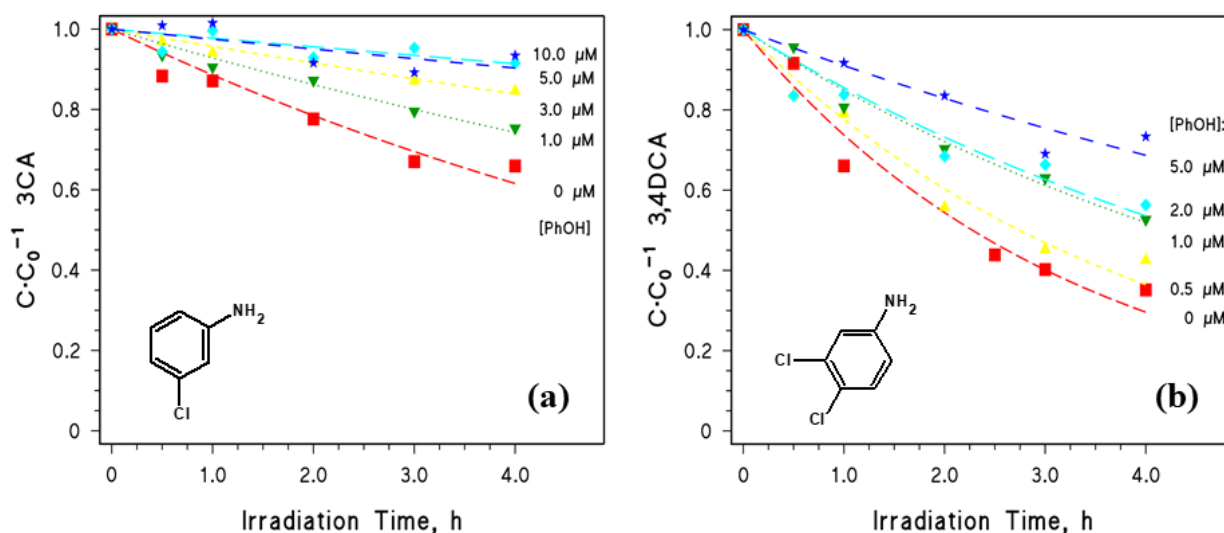 C·C₀⁻¹ 3CA
1.0
0.8
0.6
0.4
0.2
0
10.0 µM
5.0 µM
3.0 µM
1.0 µM
0 µM
[PhOH]
NH₂
Cl
(a)
0 1.0 2.0 3.0 4.0
Irradiation Time, h
C·C₀⁻¹ 3,4DCA
1.0
0.8
0.6
0.4
0.2
0
[PhOH]:
5.0 µM
2.0 µM
1.0 µM
0.5 µM
0 µM
NH₂
Cl
Cl
(b)
0 1.0 2.0 3.0 4.0
Irradiation Time, h